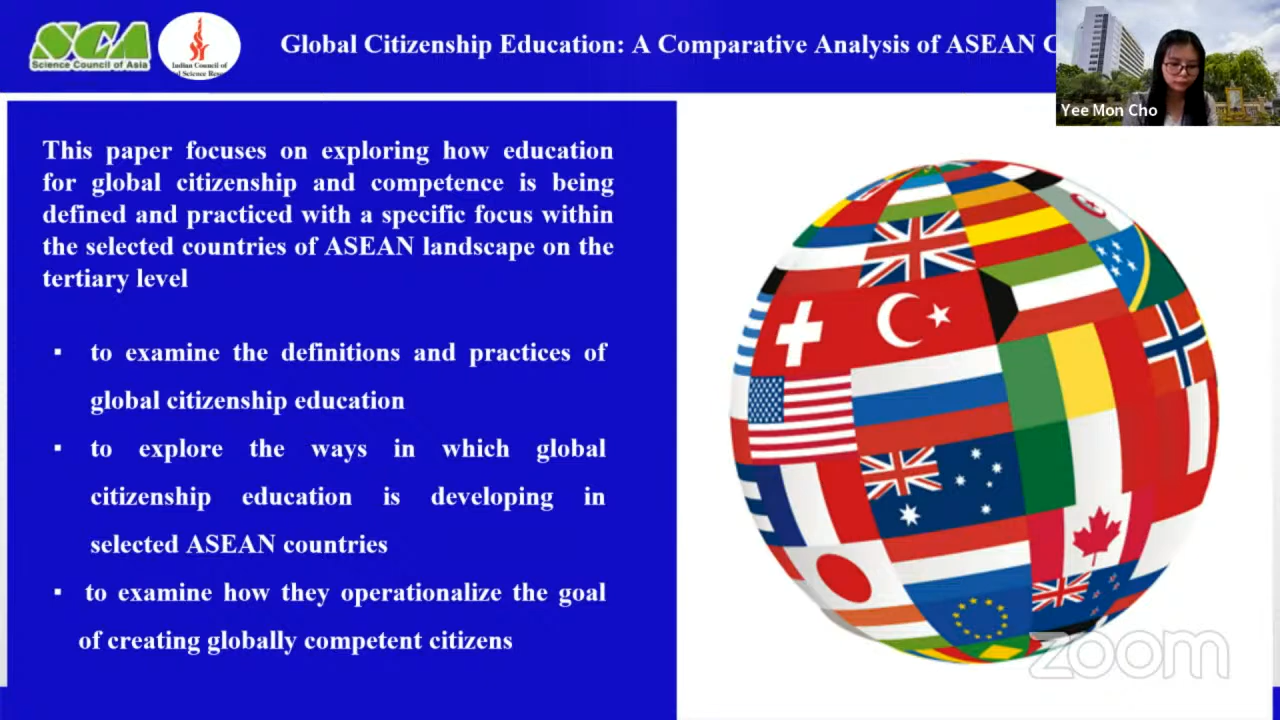 SCA
Science Council of Asia
Indian Council of
Global Citizenship Education: A Comparative Analysis of ASEAN C
Yee Mon Cho
This paper focuses on exploring how education
for global citizenship and competence is being
defined and practiced with a specific focus within
the selected countries of ASEAN landscape on the
tertiary level
▪ to examine the definitions and practices of
global citizenship education
▪ to explore the ways in which global
citizenship education is developing in
selected ASEAN countries
▪ to examine how they operationalize the goal
of creating globally competent citizens
zoom